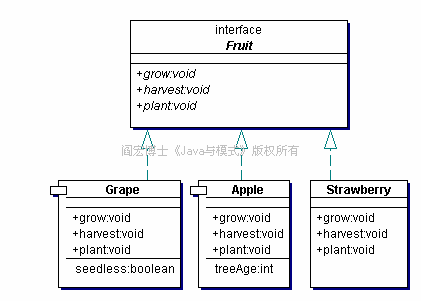 interface
Fruit
+grow:void
+harvest:void
+plant:void
阎宏博士《Java与模式》版权所有
Grape
+grow:void
+harvest:void
+plant:void
seedless:boolean
Apple
+grow:void
+harvest:void
+plant:void
treeAge:int
Strawberry
+grow:void
+harvest:void
+plant:void